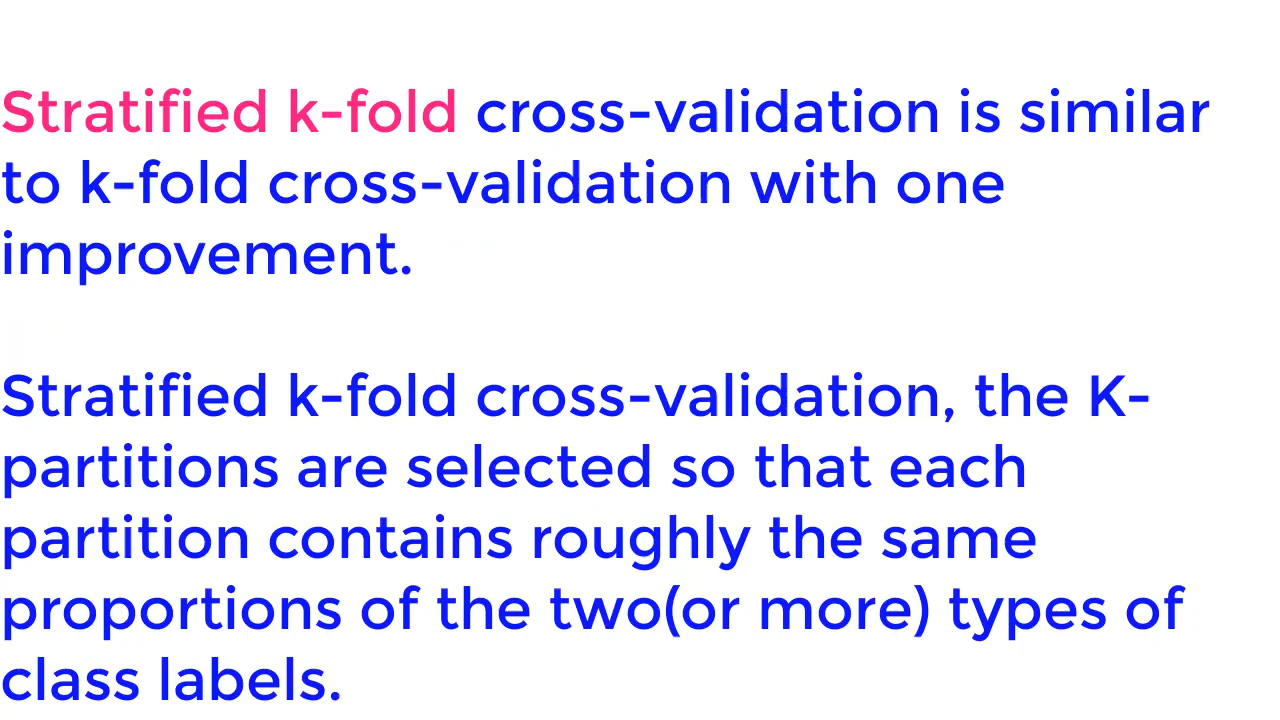 Stratified k-fold cross-validation is similar
to k-fold cross-validation with one
improvement.
Stratified k-fold cross-validation, the K-
partitions are selected so that each
partition contains roughly the same
proportions of the two(or more) types of
class labels.